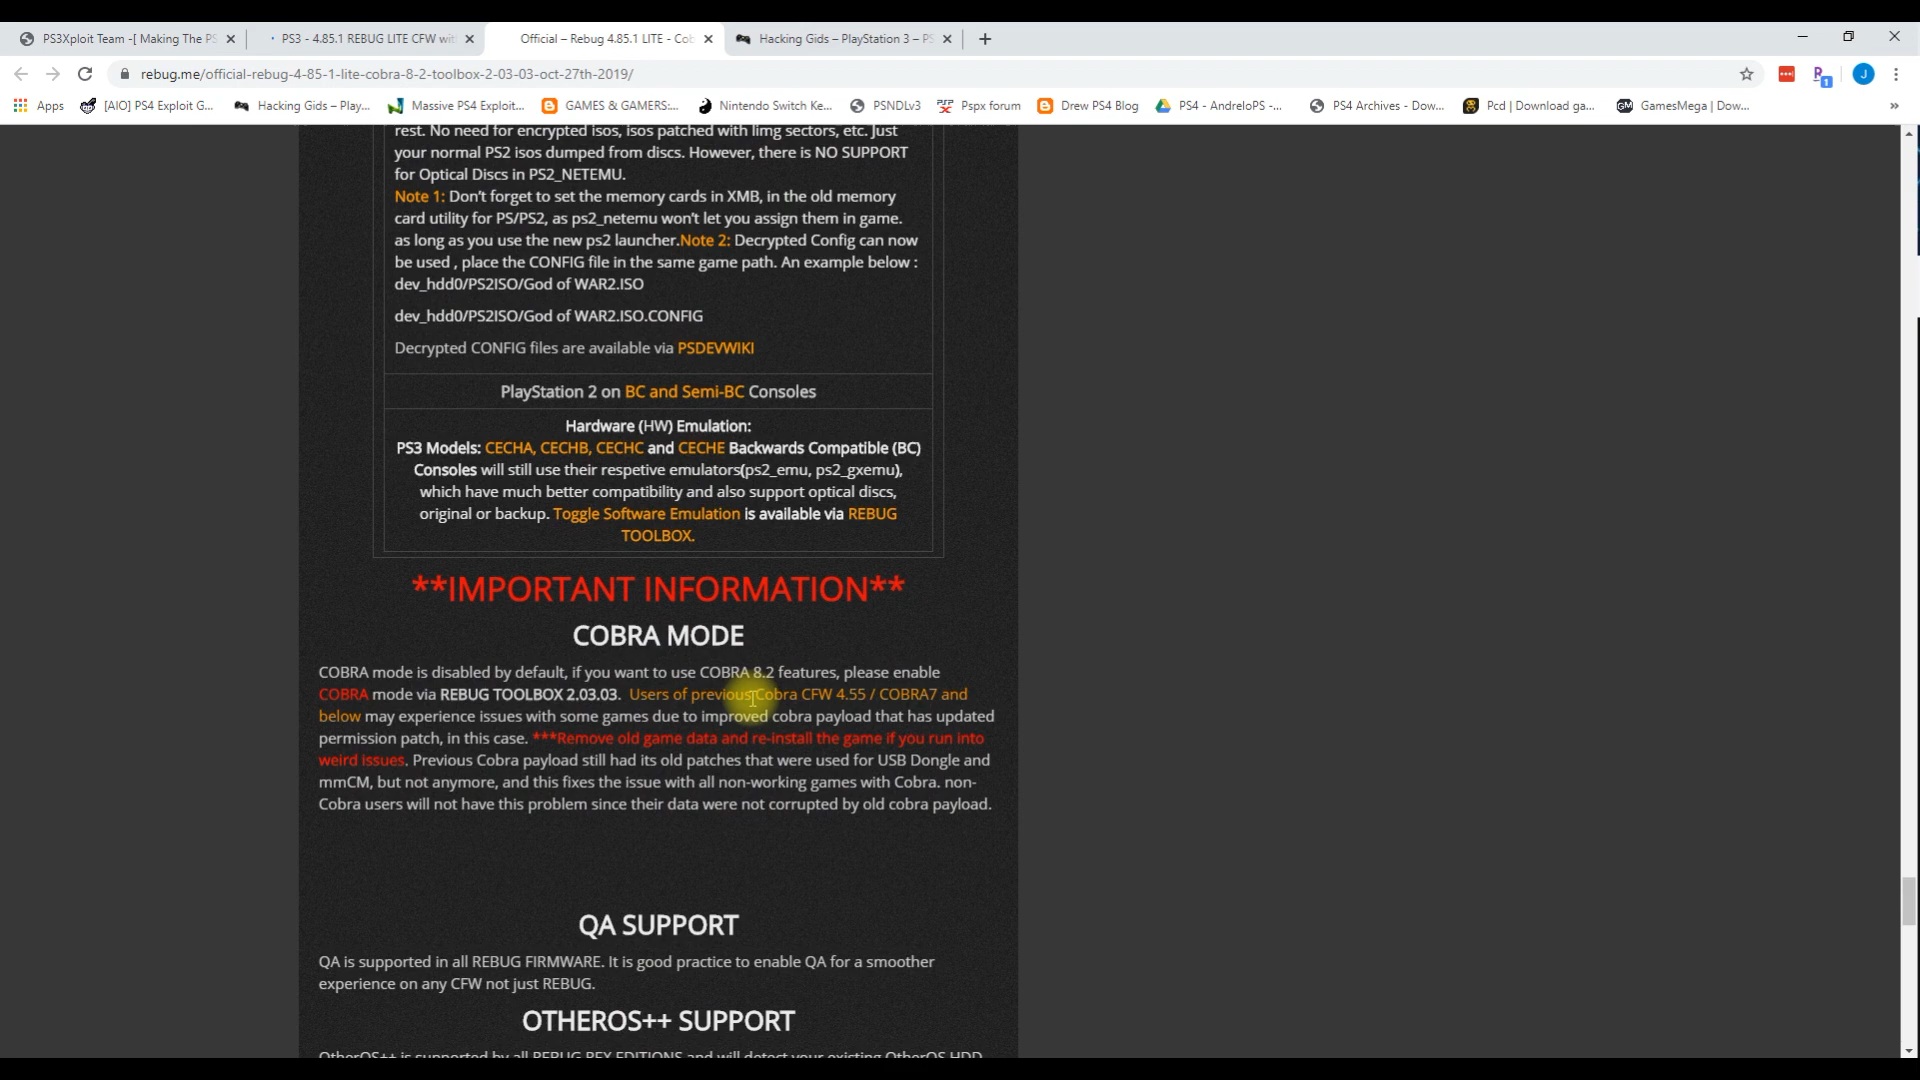 PS3Xploit Team -[ Making The PS
PS3 - 4.85.1 REBUG LITE CFW wit
Official – Rebug 4.85.1 LITE - Cob
Hacking Gids – PlayStation 3 – PS
rebug.me/official-rebug-4-85-1-lite-cobra-8-2-toolbox-2-03-03-oct-27th-2019/
Apps
[AIO] PS4 Exploit G...
Hacking Gids – Play...
Massive PS4 Exploit...
GAMES & GAMERS:...
Nintendo Switch Ke...
PSNDLv3
Pspx forum
Drew PS4 Blog
PS4 - AndreloPS -...
PS4 Archives - Dow...
Pcd | Download ga...
GamesMega | Dow...
rest. No need for encrypted isos, isos patched with limg sectors, etc. Just
your normal PS2 isos dumped from discs. However, there is NO SUPPORT
for Optical Discs in PS2_NETEMU.
Note 1: Don't forget to set the memory cards in XMB, in the old memory
card utility for PS/PS2, as ps2_netemu won't let you assign them in game.
as long as you use the new ps2 launcher.Note 2: Decrypted Config can now
be used , place the CONFIG file in the same game path. An example below :
dev_hdd0/PS2ISO/God of WAR2.ISO
dev_hdd0/PS2ISO/God of WAR2.ISO.CONFIG
Decrypted CONFIG files are available via PSDEVWIKI
PlayStation 2 on BC and Semi-BC Consoles
Hardware (HW) Emulation:
PS3 Models: CECHA, CECHB, CECHC and CECHE Backwards Compatible (BC)
Consoles will still use their respetive emulators(ps2_emu, ps2_gxemu),
which have much better compatibility and also support optical discs,
original or backup. Toggle Software Emulation is available via REBUG
TOOLBOX.
**IMPORTANT INFORMATION**
COBRA MODE
COBRA mode is disabled by default, if you want to use COBRA 8.2 features, please enable
COBRA mode via REBUG TOOLBOX 2.03.03. Users of previous Cobra CFW 4.55 / COBRA7 and
below may experience issues with some games due to improved cobra payload that has updated
permission patch, in this case. ***Remove old game data and re-install the game if you run into
weird issues. Previous Cobra payload still had its old patches that were used for USB Dongle and
mmCM, but not anymore, and this fixes the issue with all non-working games with Cobra. non-
Cobra users will not have this problem since their data were not corrupted by old cobra payload.
QA SUPPORT
QA is supported in all REBUG FIRMWARE. It is good practice to enable QA for a smoother
experience on any CFW not just REBUG.
OTHEROS++ SUPPORT
OtherOS++ is supported by all REBUG REX EDITIONS and will detect your existing OtherOS HDD